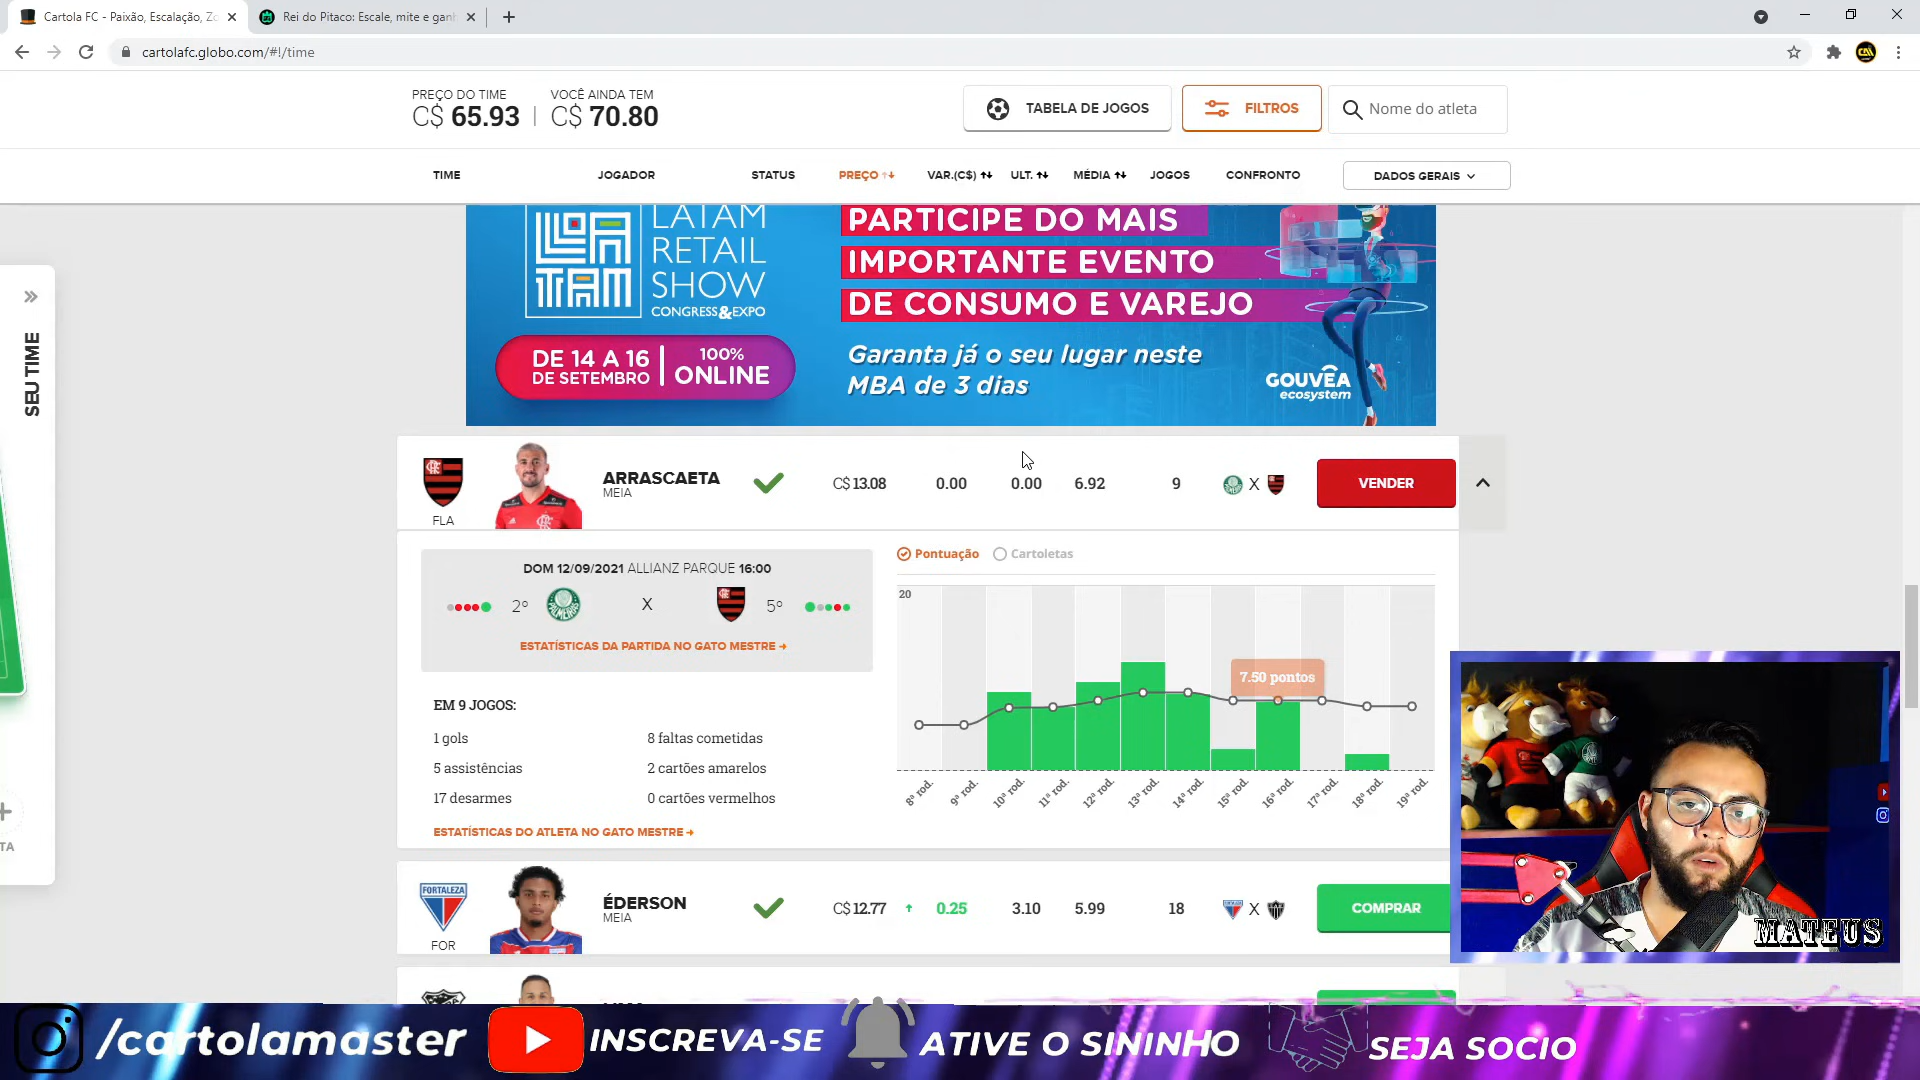 Cartola FC - Paixão, Escalação, Zo
Rei do Pitaco: Escale, mite e ganh
cartolafc.globo.com/#!/time
PREÇO DO TIME
C$ 65.93
VOCÊ AINDA TEM
C$ 70.80
TABELA DE JOGOS
FILTROS
Nome do atleta
TIME JOGADOR STATUS PREÇO VAR.(C$) ULT. MÉDIA JOGOS CONFRONTO DADOS GERAIS
SEU TIME
TA
LATAM
RETAIL
SHOW
CONGRESS&EXPO
DE 14 A 16
DE SETEMBRO
100%
ONLINE
PARTICIPE DO MAIS
IMPORTANTE EVENTO
DE CONSUMO E VAREJO
Garanta já o seu lugar neste
MBA de 3 dias
GOUVÊA
ecosystem
FLA
ARRASCAETA
MEIA
C$ 13.08 0.00 0.00 6.92 9 X VENDER
DOM 12/09/2021 ALLIANZ PARQUE 16:00
2º X 5º
ESTATÍSTICAS DA PARTIDA NO GATO MESTRE
EM 9 JOGOS:
1 gols
5 assistências
17 desarmes
8 faltas cometidas
2 cartões amarelos
0 cartões vermelhos
ESTATÍSTICAS DO ATLETA NO GATO MESTRE
Pontuação Cartoletas
20
7.50 pontos
8ª rod. 9ª rod. 10ª rod. 11ª rod. 12ª rod. 13ª rod. 14ª rod. 15ª rod. 16ª rod. 17ª rod. 18ª rod. 19ª rod.
FORTALEZA
FOR
ÉDERSON
MEIA
C$ 12.77 0.25 3.10 5.99 18 X COMPRAR
MATEUS
/cartolamaster
INSCREVA-SE
ATIVE O SININHO
SEJA SOCIO